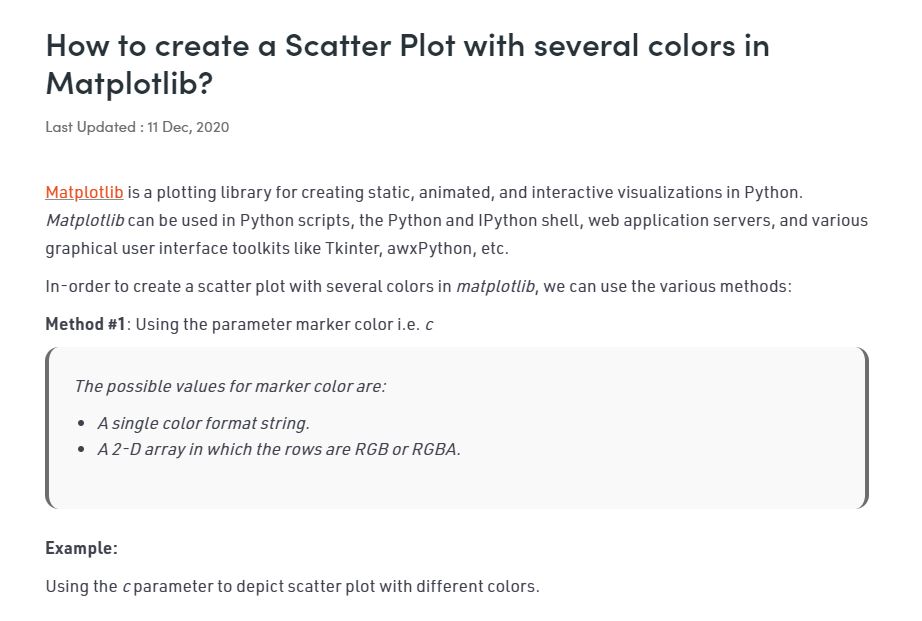 How to create a Scatter Plot with several colors in
Matplotlib?
Last Updated : 11 Dec, 2020
Matplotlib is a plotting library for creating static, animated, and interactive visualizations in Python.
Matplotlib can be used in Python scripts, the Python and IPython shell, web application servers, and various
graphical user interface toolkits like Tkinter, awxPython, etc.
In-order to create a scatter plot with several colors in matplotlib, we can use the various methods:
Method #1: Using the parameter marker color i.e. c
The possible values for marker color are:
• A single color format string.
• A 2-D array in which the rows are RGB or RGBA.
Example:
Using the c parameter to depict scatter plot with different colors.